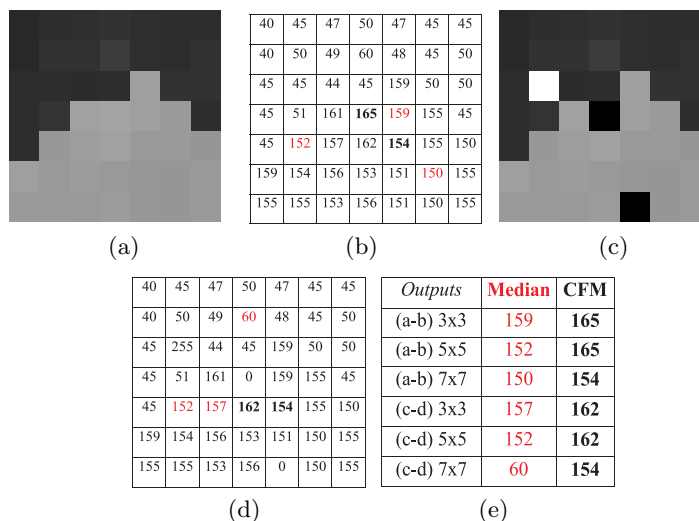 40 45 47 50 47 45 45
40 50 49 60 48 45 50
45 45 44 45 159 50 50
45 51 161 165 159 155 45
45 152 157 162 154 155 150
159 154 156 153 151 150 155
155 155 153 156 151 150 155
(a) (b) (c)
40 45 47 50 47 45 45
40 50 49 60 48 45 50
45 255 44 45 159 50 50
45 51 161 0 159 155 45
45 152 157 162 154 155 150
159 154 156 153 151 150 155
155 155 153 156 0 150 155
Outputs Median CFM
(a-b) 3x3 159 165
(a-b) 5x5 152 165
(a-b) 7x7 150 154
(c-d) 3x3 157 162
(c-d) 5x5 152 162
(c-d) 7x7 60 154
(d) (e)